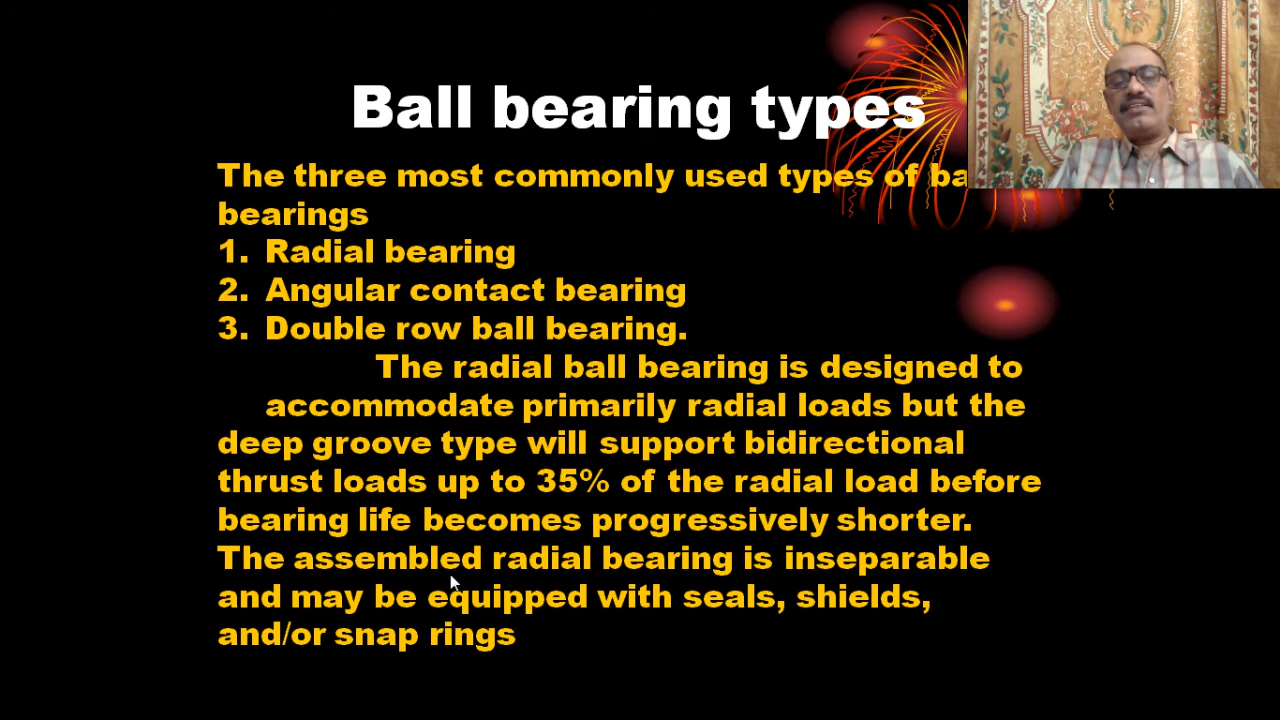 Ball bearing types
The three most commonly used types of
bearings
1. Radial bearing
2. Angular contact bearing
3. Double row ball bearing.
The radial ball bearing is designed to
accommodate primarily radial loads but the
deep groove type will support bidirectional
thrust loads up to 35% of the radial load before
bearing life becomes progressively shorter.
The assembled radial bearing is inseparable
and may be equipped with seals, shields,
and/or snap rings